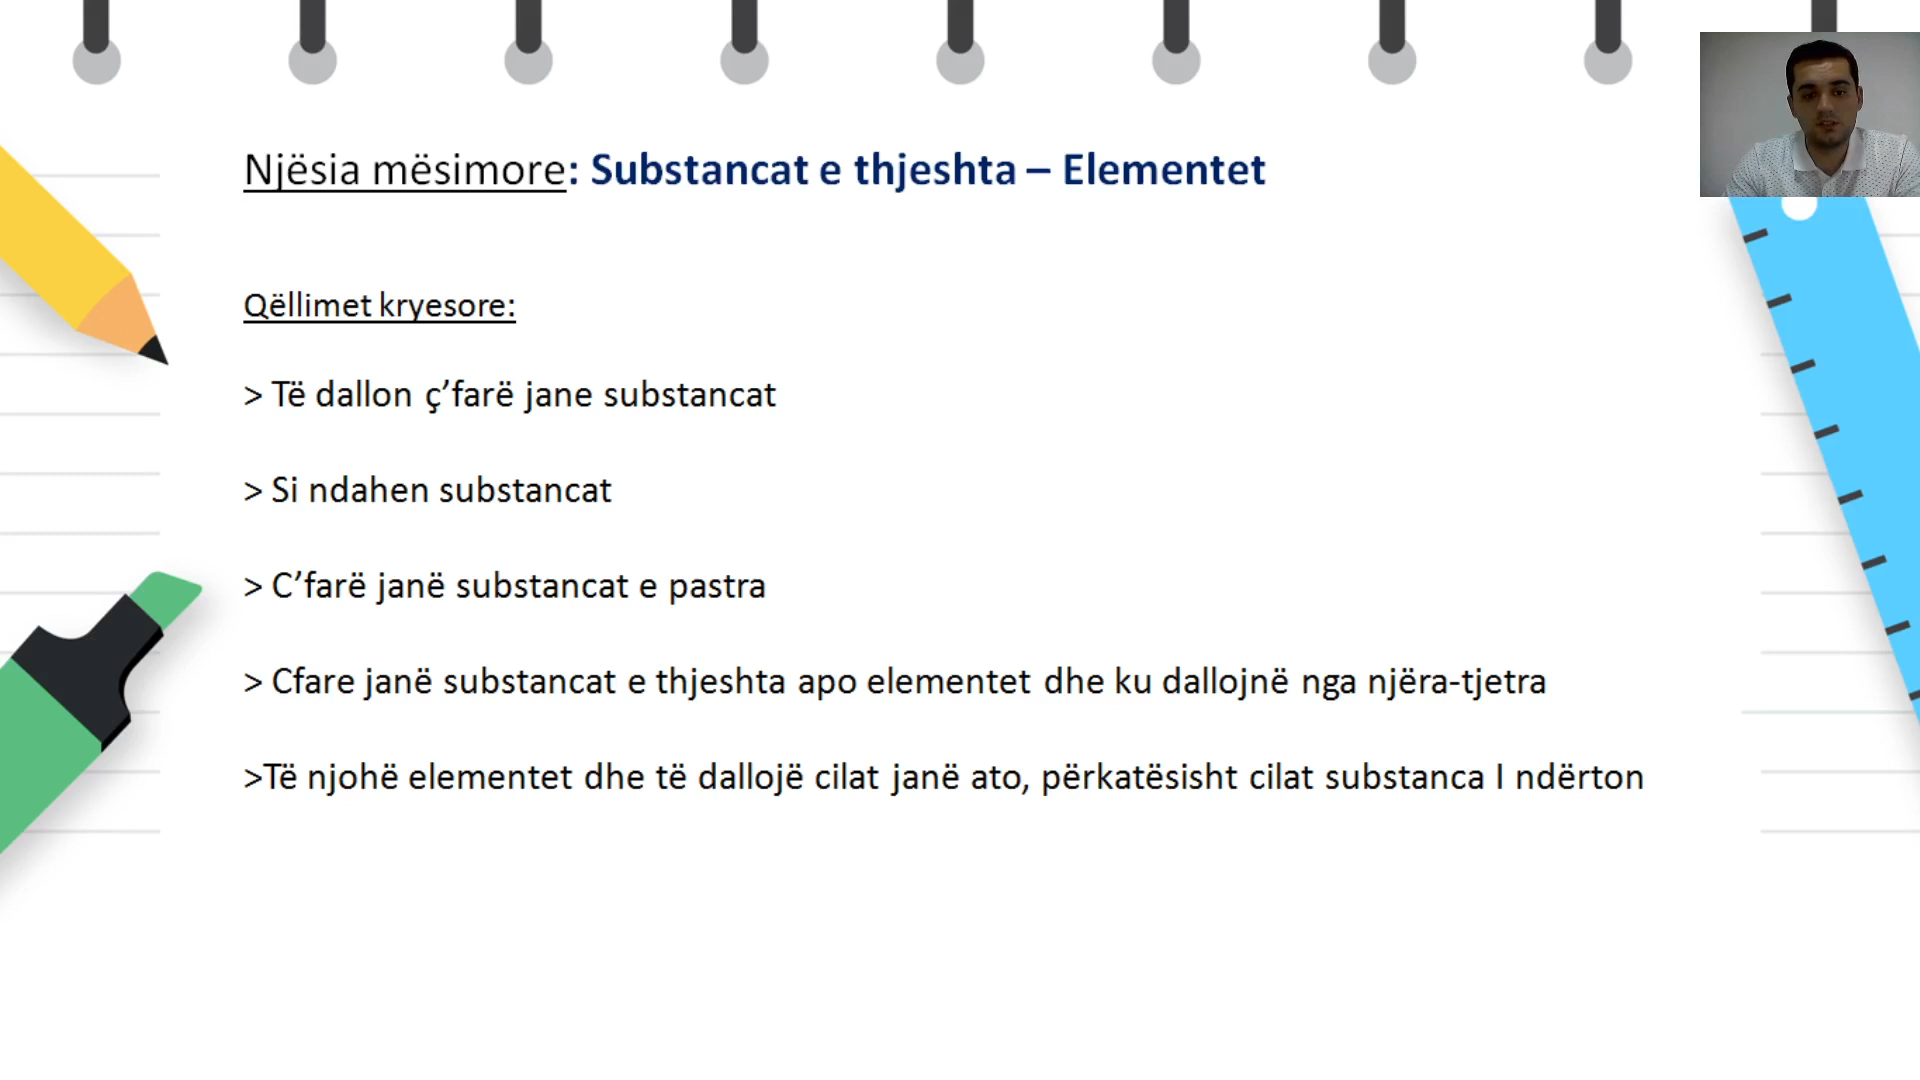 Njësia mësimore: Substancat e thjeshta – Elementet
Qëllimet kryesore:
> Të dallon ç’farë jane substancat
> Si ndahen substancat
> C’farë janë substancat e pastra
> Cfare janë substancat e thjeshta apo elementet dhe ku dallojnë nga njëra-tjetra
>Të njohë elementet dhe të dallojë cilat janë ato, përkatësisht cilat substanca I ndërton